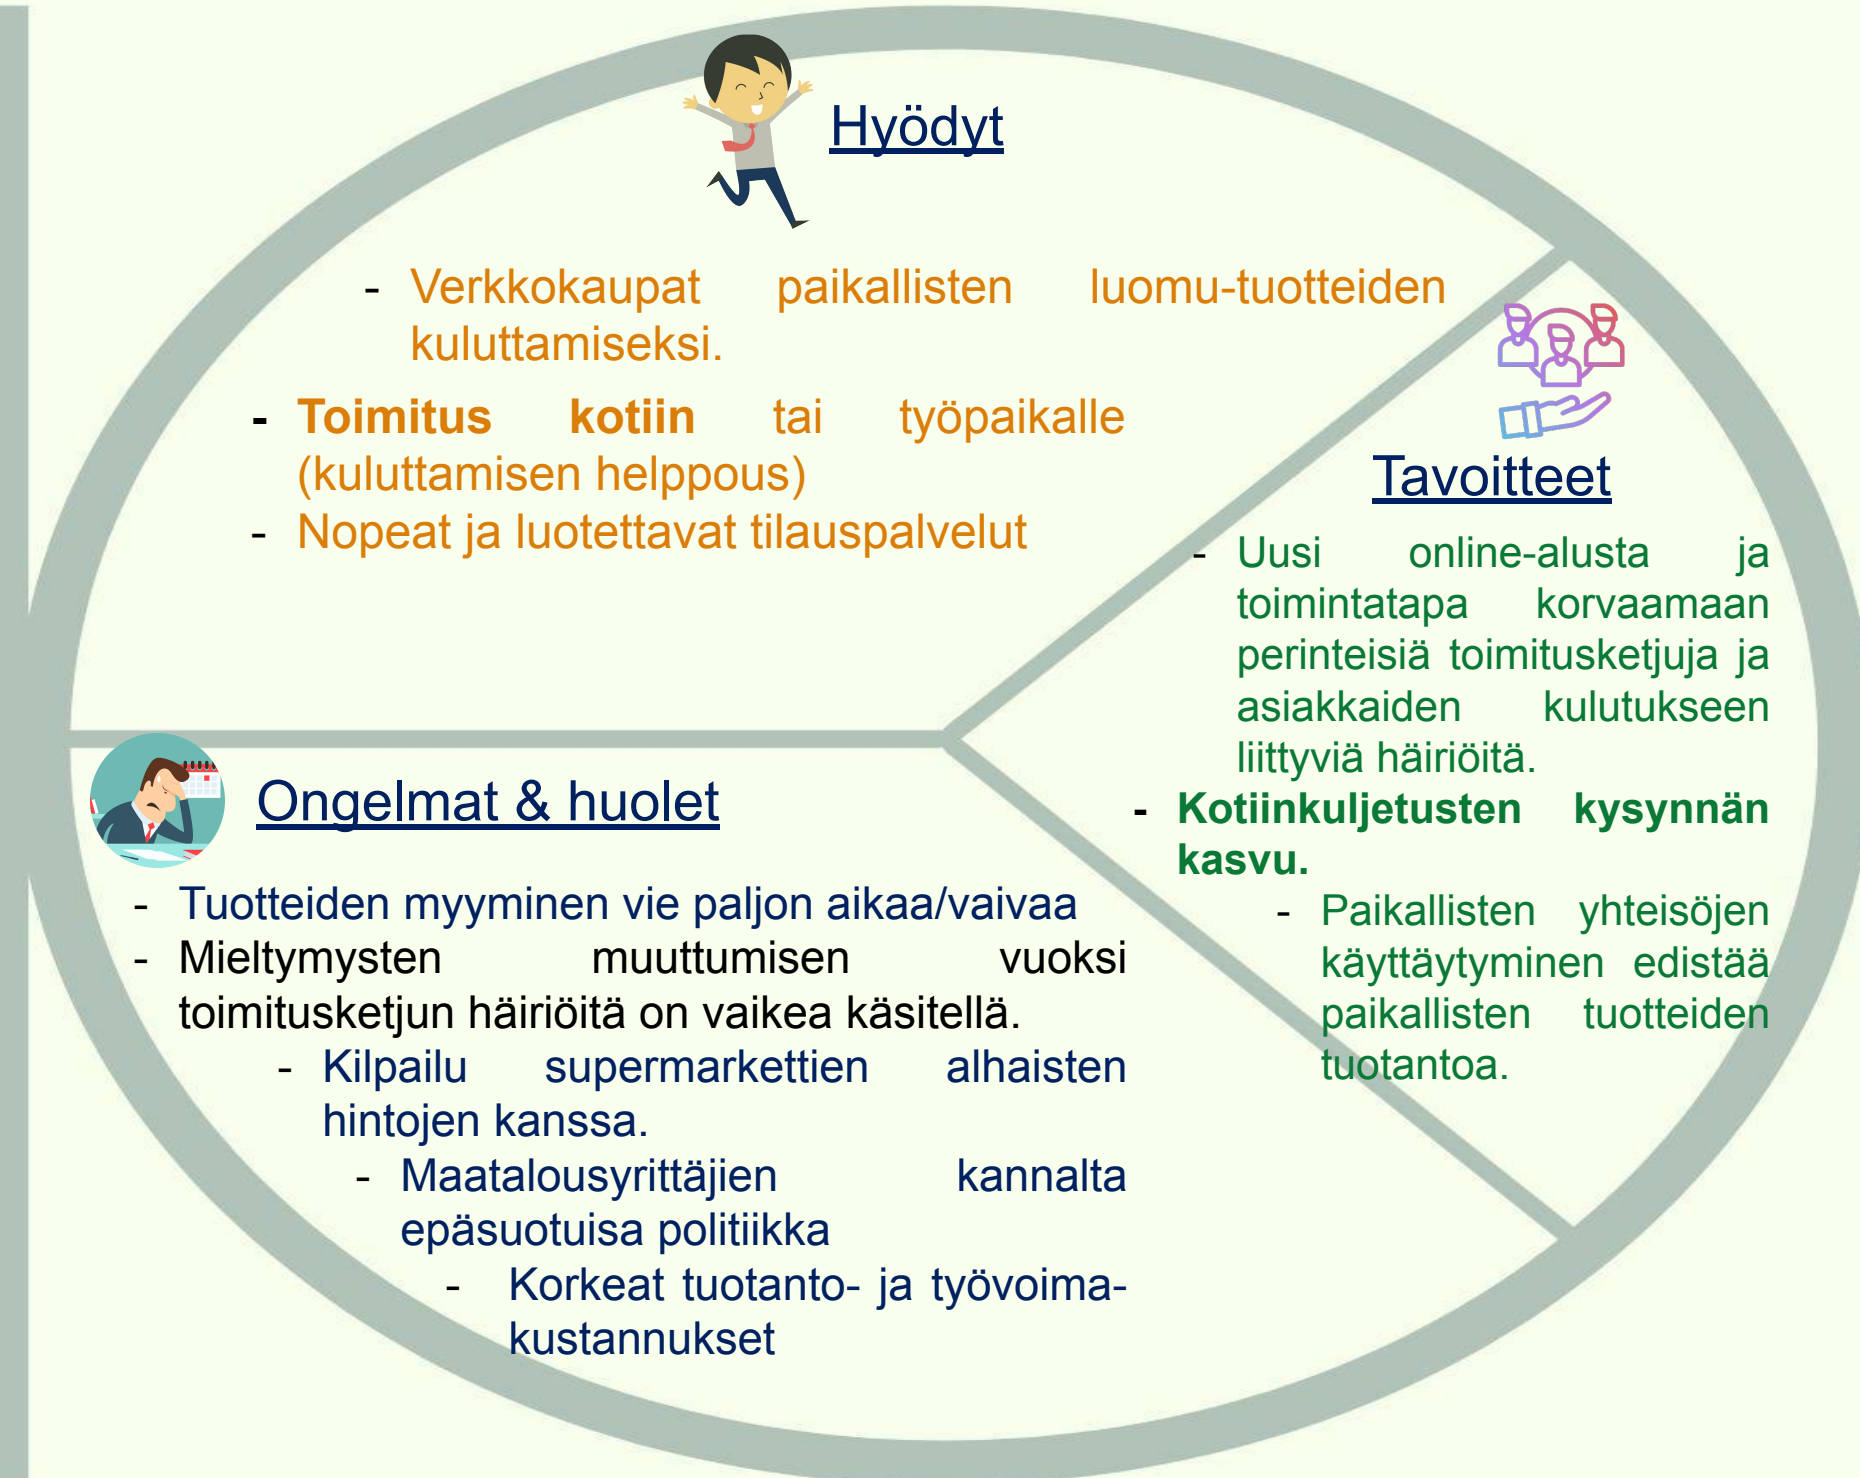 Hyödyt
- Verkkokaupat paikallisten luomu-tuotteiden
kuluttamiseksi.
- Toimitus kotiin tai työpaikalle
(kuluttamisen helppous)
- Nopeat ja luotettavat tilauspalvelut
Tavoitteet
- Uusi online-alusta ja
toimintatapa korvaamaan
perinteisiä toimitusketjuja ja
asiakkaiden kulutukseen
liittyviä häiriöitä.
- Kotiinkuljetusten kysynnän
kasvu.
- Paikallisten yhteisöjen
käyttäytyminen edistää
paikallisten tuotteiden
tuotantoa.
Ongelmat & huolet
- Tuotteiden myyminen vie paljon aikaa/vaivaa
- Mieltymysten muuttumisen vuoksi
toimitusketjun häiriöitä on vaikea käsitellä.
- Kilpailu supermarkettien alhaisten
hintojen kanssa.
- Maatalousyrittäjien kannalta
epäsuotuisa politiikka
- Korkeat tuotanto- ja työvoima-
kustannukset